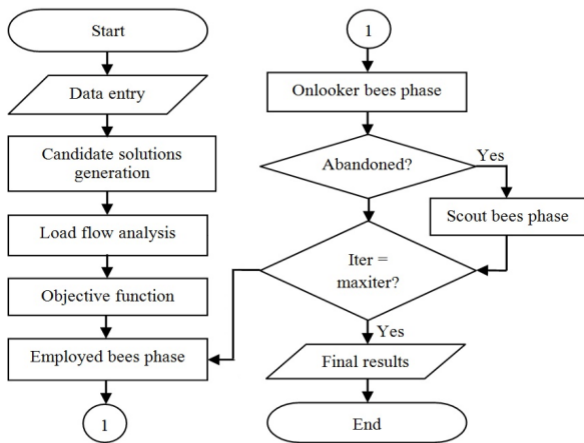 Start
Data entry
Candidate solutions
generation
Load flow analysis
Objective function
Employed bees phase
1
1
Onlooker bees phase
Abandoned?
Yes
Scout bees phase
Iter =
maxiter?
Yes
Final results
End